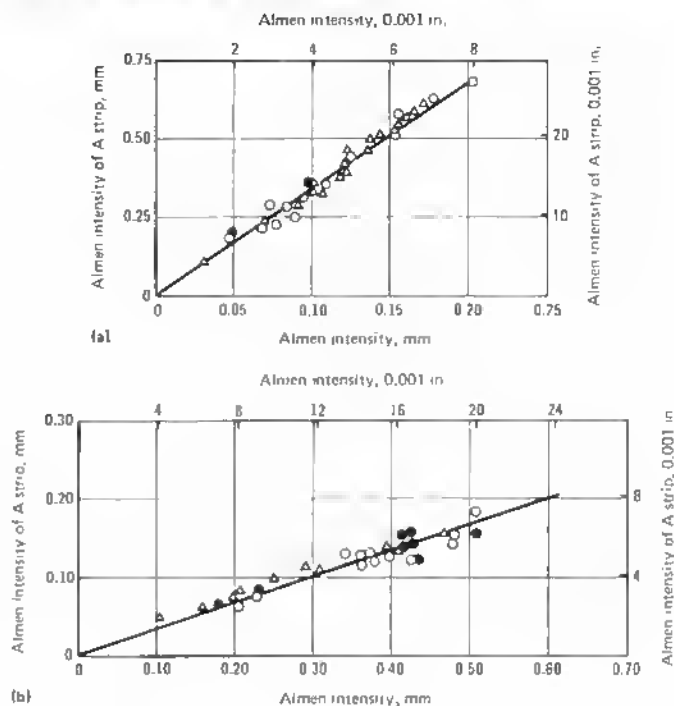 Almen intensity, 0.001 in.
2 4 6 8
Almen intensity of A strip, mm
0.75
0.50
0.25
0
20
10
Almen intensity of A strip, 0.001 in.
0 0.05 0.10 0.15 0.20 0.75
(a)
Almen intensity, mm
Almen intensity, 0.001 in
4 8 12 16 20 24
Almen intensity of A strip, mm
0.30
0.20
0.10
0
8
4
Almen intensity of A strip, 0.001 in.
0 0.10 0.20 0.30 0.40 0.50 0.60 0.70
(b)
Almen intensity, mm